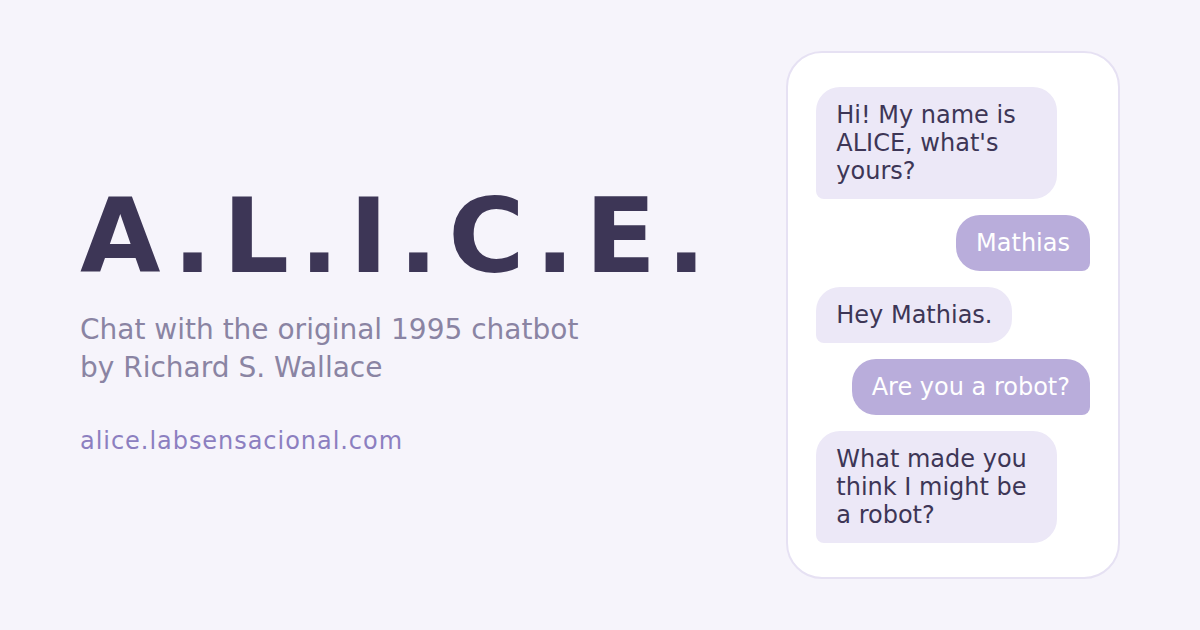 A.L.I.C.E.
Chat with the original 1995 chatbot
by Richard S. Wallace
alice.labsensacional.com
Hi! My name is
ALICE, what's
yours?
Mathias
Hey Mathias.
Are you a robot?
What made you
think I might be
a robot?